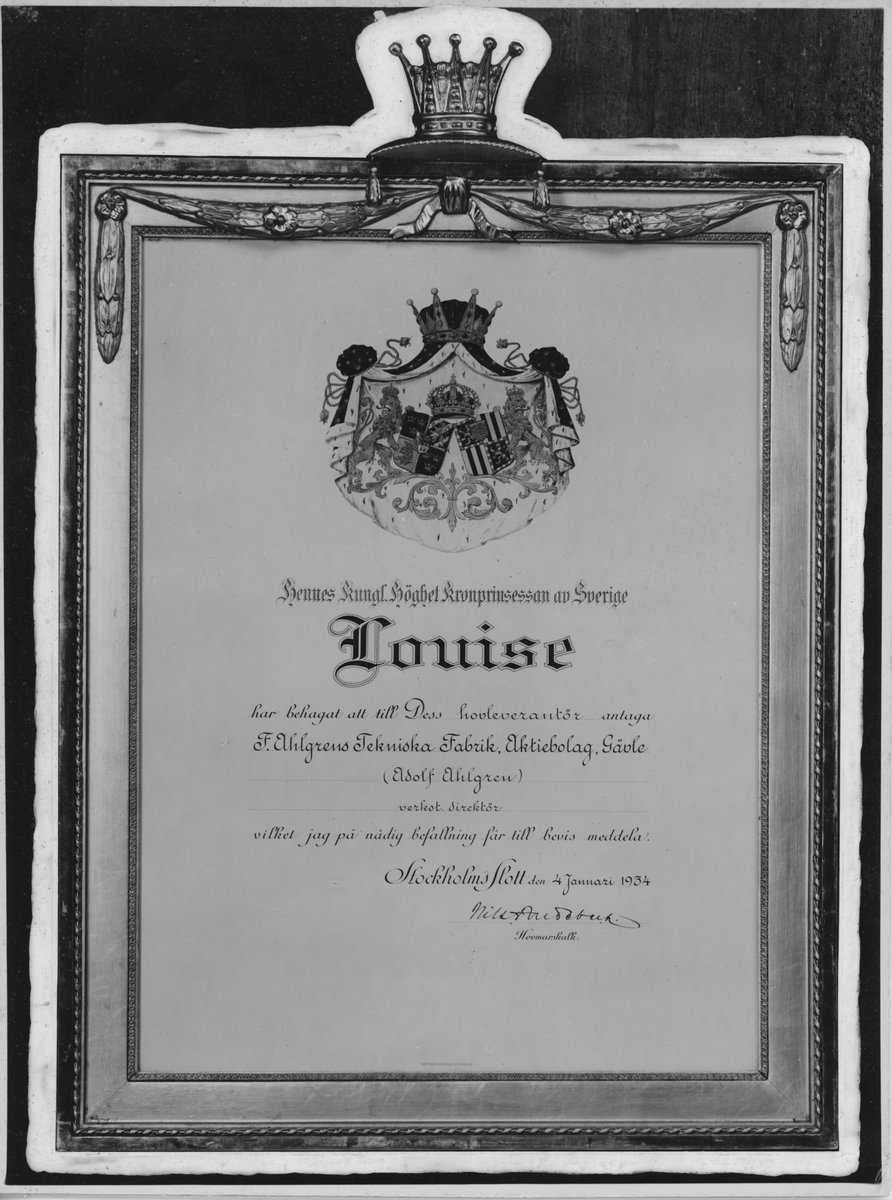 Hennes Kungl. Höghet Kronprinsessan av Sverige
Louise
har behagat att till Dess hovleverantör antaga
F. Ahlgrens Tekniska Fabrik, Aktiebolag, Gävle
(Adolf Ahlgren)
verkst. direktör
vilket jag på nådig befallning får till bevis meddela.
Stockholms Slott den 4 Januari 1934
Nils Rudebeck.
Hovmarskalk.